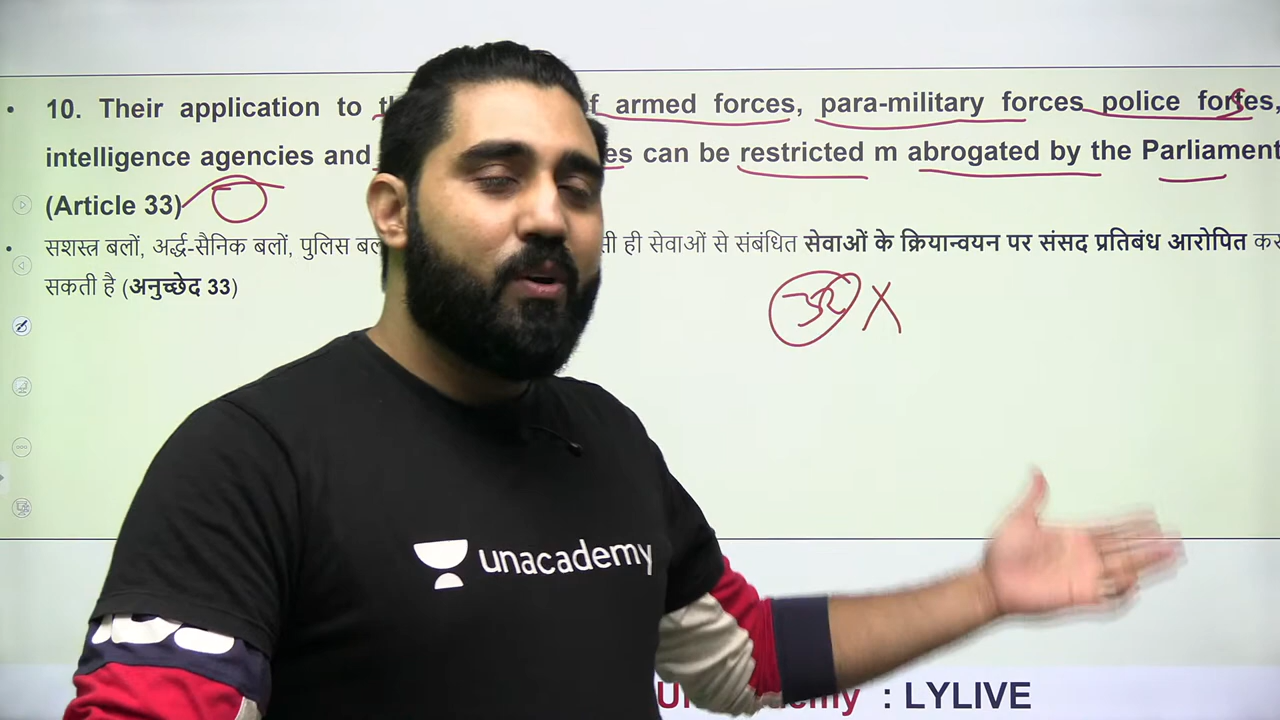 10. Their application to f armed forces, para-military forces police forfes,
intelligence agencies and es can be restricted m abrogated by the Parliament
(Article 33)
सशस्त्र बलों, अर्द्ध-सैनिक बलों, पुलिस बल ती ही सेवाओं से संबंधित सेवाओं के क्रियान्वयन पर संसद प्रतिबंध आरोपित कर
सकती है (अनुच्छेद 33)
32 X
unacademy
: LYLIVE